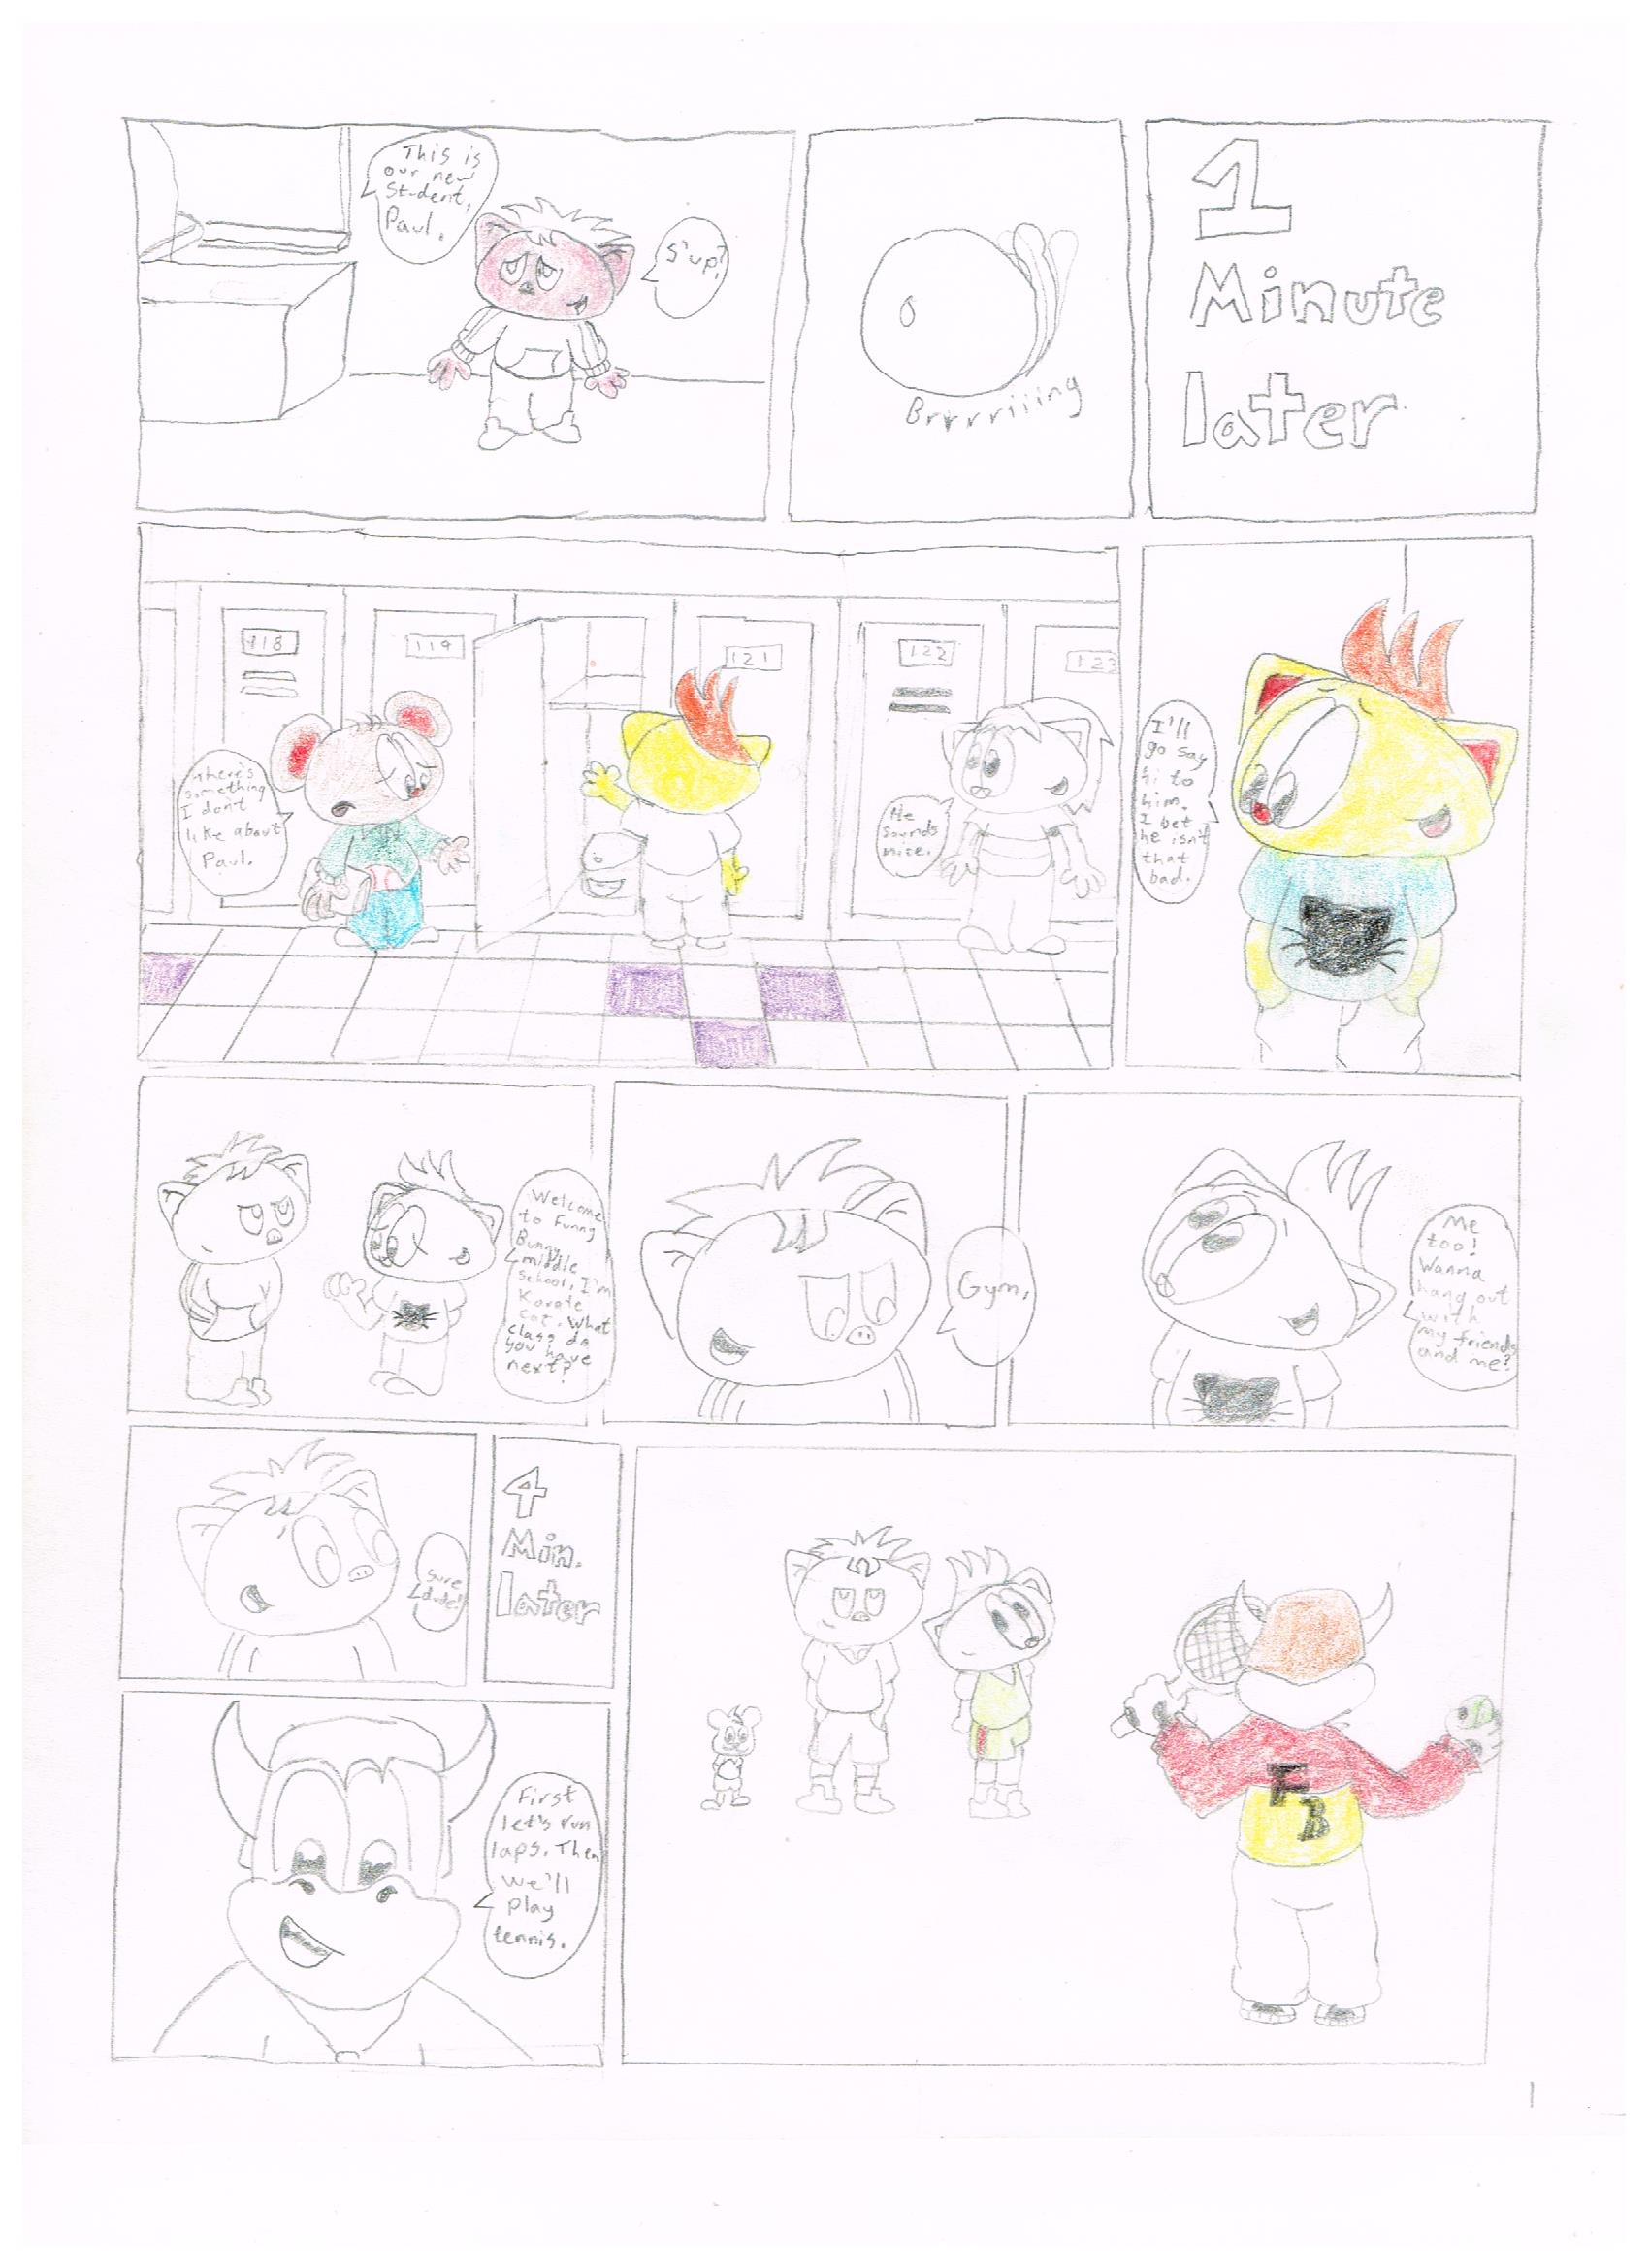 This is
our new
Student,
Paul.
S'up?
Brrrriiiing
1
Minute
later
118
119
121
122
123
There's
something
I don't
like about
Paul.
He
sounds
nice.
I'll
go say
hi to
him.
I bet
he isn't
that
bad.
Welcome
to Funny
Bunny
middle
school, I'm
Karate
cat. What
class do
you have
next?
Gym.
Me
too!
Wanna
hang out
with
my friends
and me?
Sure
dude!
4
Min.
later
First
let's run
laps. Then
we'll
play
tennis.
F
B
1